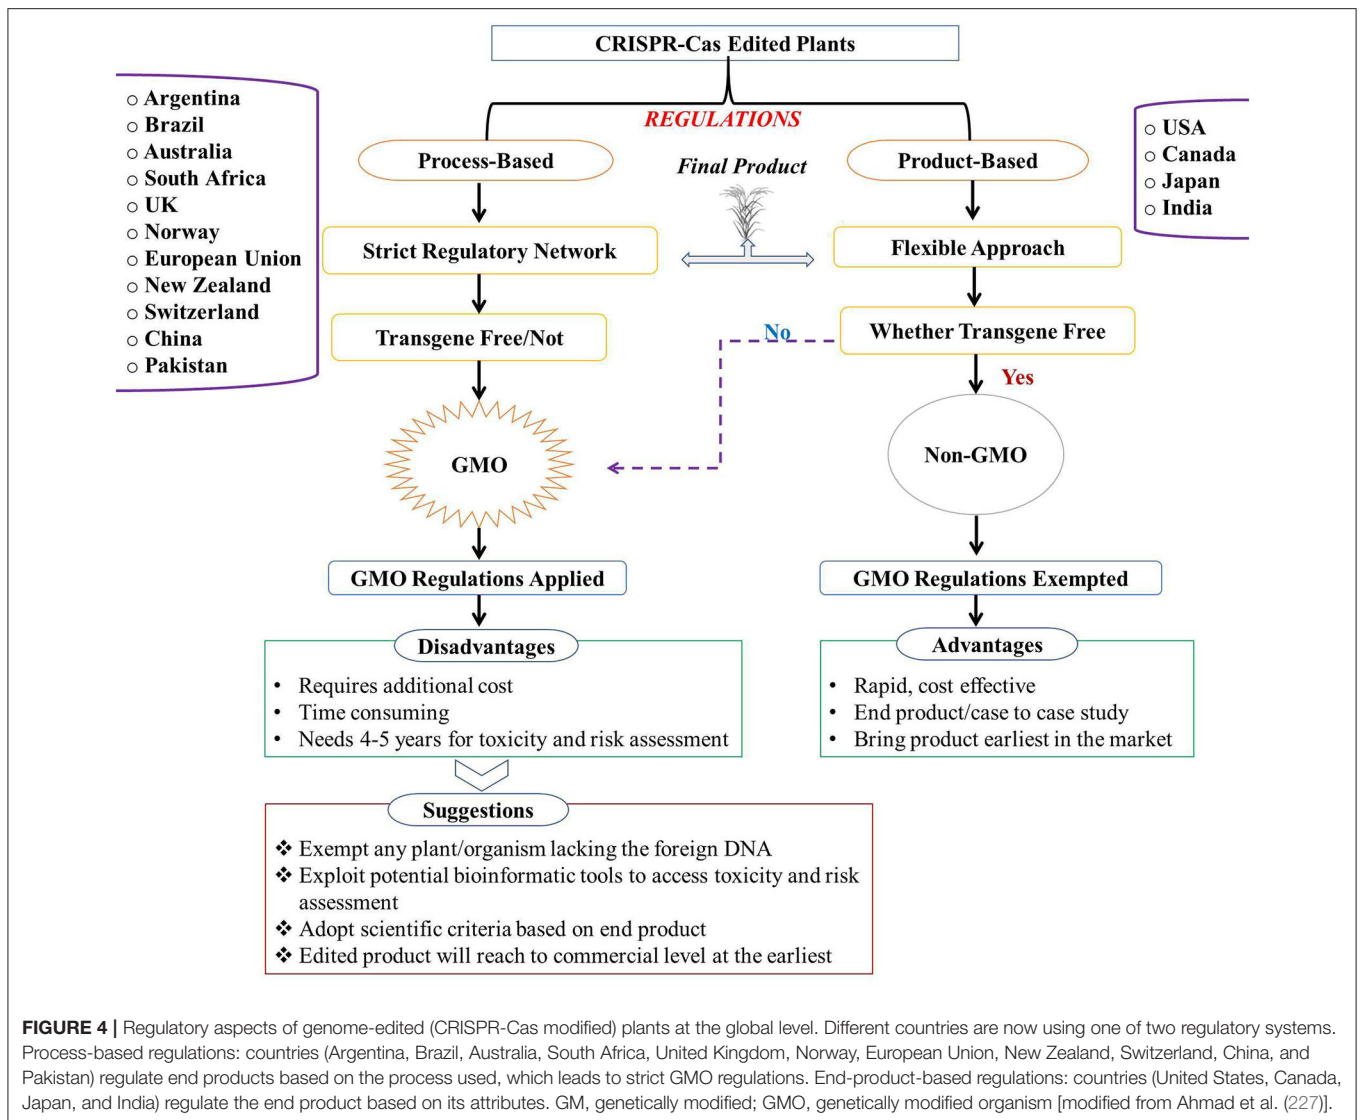 CRISPR-Cas Edited Plants
REGULATIONS
○ Argentina
○ Brazil
○ Australia
○ South Africa
○ UK
○ Norway
○ European Union
○ New Zealand
○ Switzerland
○ China
○ Pakistan
Process-Based
Strict Regulatory Network
Transgene Free/Not
GMO
GMO Regulations Applied
Disadvantages
• Requires additional cost
• Time consuming
• Needs 4-5 years for toxicity and risk assessment
Suggestions
❖ Exempt any plant/organism lacking the foreign DNA
❖ Exploit potential bioinformatic tools to access toxicity and risk
assessment
❖ Adopt scientific criteria based on end product
❖ Edited product will reach to commercial level at the earliest
Final Product
Product-Based
○ USA
○ Canada
○ Japan
○ India
Flexible Approach
Whether Transgene Free
No
Yes
Non-GMO
GMO Regulations Exempted
Advantages
• Rapid, cost effective
• End product/case to case study
• Bring product earliest in the market
FIGURE 4 | Regulatory aspects of genome-edited (CRISPR-Cas modified) plants at the global level. Different countries are now using one of two regulatory systems.
Process-based regulations: countries (Argentina, Brazil, Australia, South Africa, United Kingdom, Norway, European Union, New Zealand, Switzerland, China, and
Pakistan) regulate end products based on the process used, which leads to strict GMO regulations. End-product-based regulations: countries (United States, Canada,
Japan, and India) regulate the end product based on its attributes. GM, genetically modified; GMO, genetically modified organism [modified from Ahmad et al. (227)].